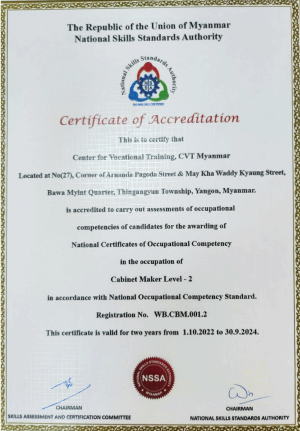 The Republic of the Union of Myanmar
National Skills Standards Authority
National Skills Standards Authority
Certificate of Accreditation
This is to certify that
Center for Vocational Training, CVT Myanmar
Located at No(27), Corner of Arnanda Pagoda Street & May Kha Waddy Kyaung Street,
Bawa Myint Quarter, Thingangyun Township, Yangon, Myanmar.
is accredited to carry out assessments of occupational
competencies of candidates for the awarding of
National Certificates of Occupational Competency
in the occupation of
Cabinet Maker Level - 2
in accordance with National Occupational Competency Standard.
Registration No. WB.CBM.001.2
This certificate is valid for two years from 1.10.2022 to 30.9.2024.
NSSA
CHAIRMAN
SKILLS ASSESSMENT AND CERTIFICATION COMMITTEE
CHAIRMAN
NATIONAL SKILLS STANDARDS AUTHORITY